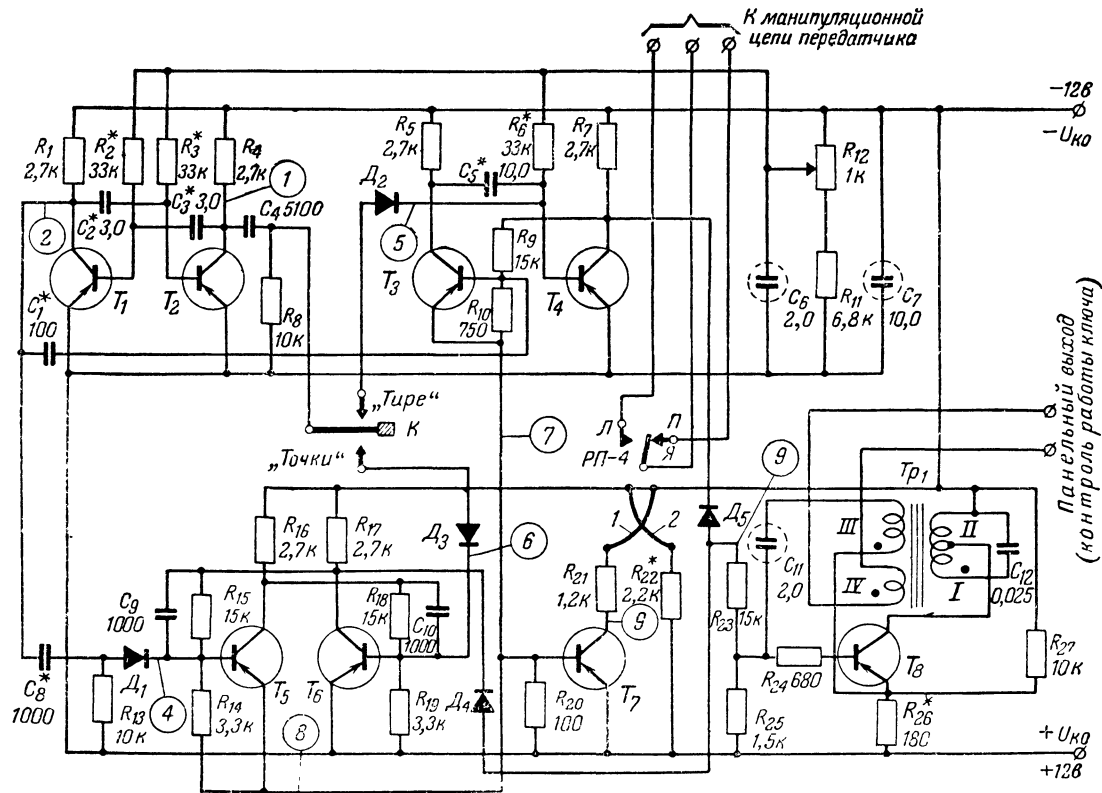 К манипуляционной
цепи передатчика
−12в
−Uко
R1
2,7к
R2*
33к
R3*
33к
R4
2,7к
1
R5
2,7к
R6*
33к
10,0
C5*
R7
2,7к
R12
1к
2
C2* 3,0
C3* 3,0
C4 5100
Д2
5
R9
15к
T1
T2
T3
T4
R10
750
C1*
100
R8
10к
C6
2,0
R11
6,8к
C7
10,0
„Тире“
К
„Точки“
7
Л
П
Я
РП-4
9
Тр1
Панельный выход
(контроль работы ключа)
R16
2,7к
R17
2,7к
Д3
6
1
2
Д5
III
II
IV
I
C11
2,0
C12
0,025
C9
1000
R15
15к
R18
15к
C10
1000
R21
1,2к
R22*
2,2к
R23
15к
9
C8*
1000
Д1
R13
10к
4
R14
3,3к
T5
T6
R19
3,3к
Д4
R20
100
T7
R24 680
T8
R27
10к
R25
1,5к
R26*
180
8
+Uко
+12в